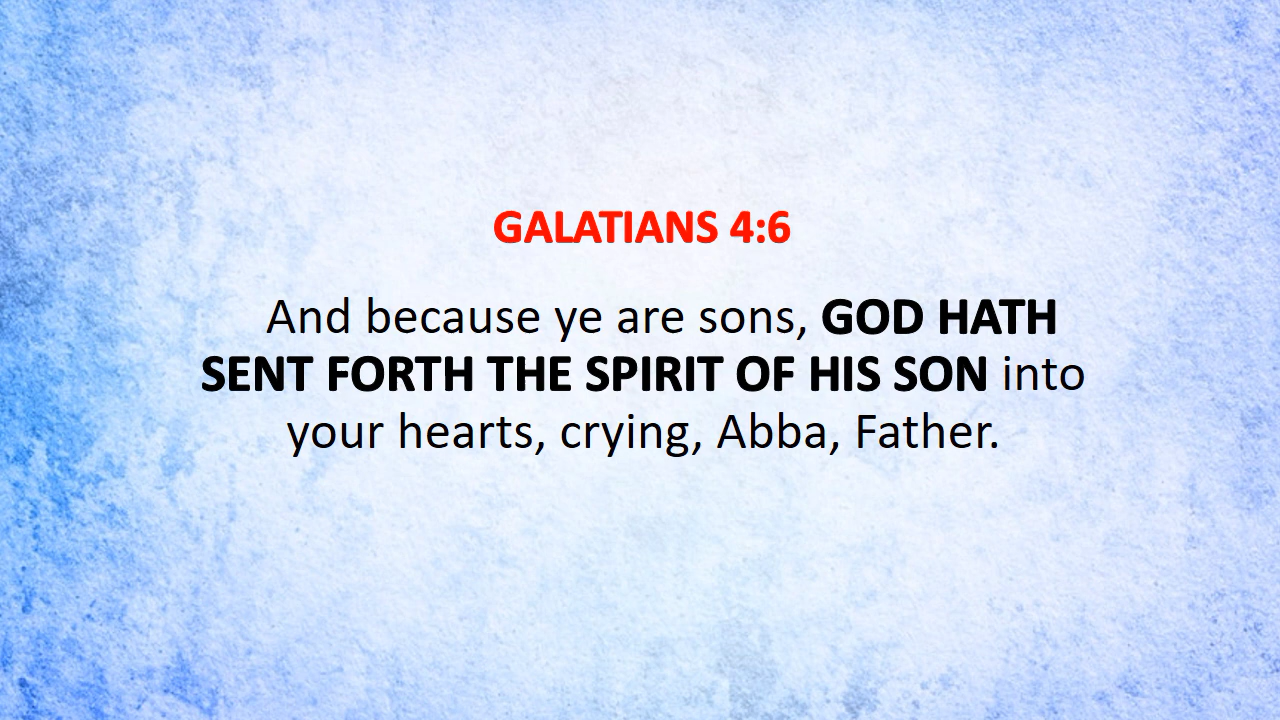 GALATIANS 4:6
And because ye are sons, GOD HATH
SENT FORTH THE SPIRIT OF HIS SON into
your hearts, crying, Abba, Father.